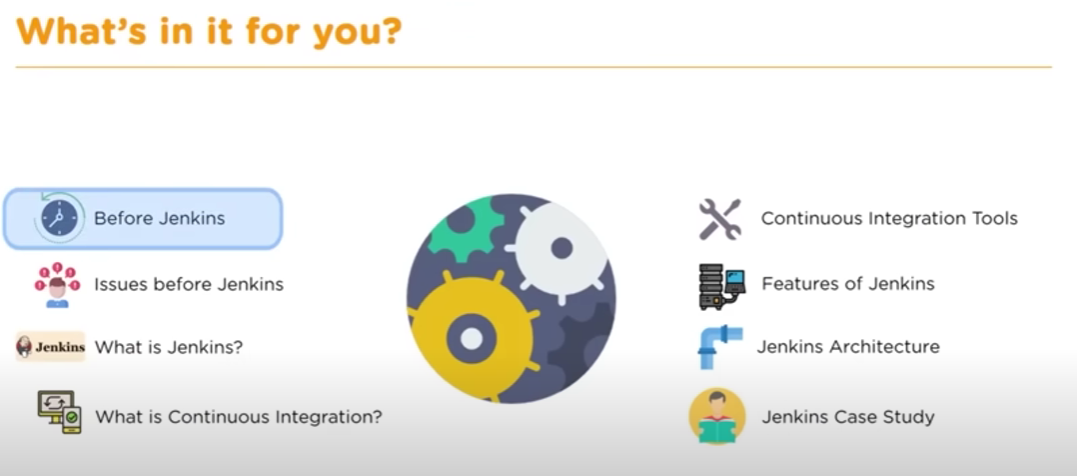 What's in it for you?
Before Jenkins
Issues before Jenkins
Jenkins
What is Jenkins?
What is Continuous Integration?
Continuous Integration Tools
Features of Jenkins
Jenkins Architecture
Jenkins Case Study